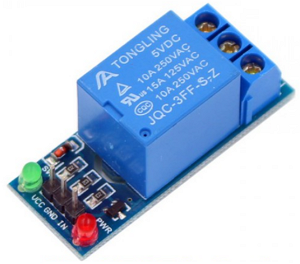 TONGLING
5VDC
10A 250VAC
15A 125VAC
10A 250VAC
JQC-3FF-S-Z
VCC GND IN
PWR